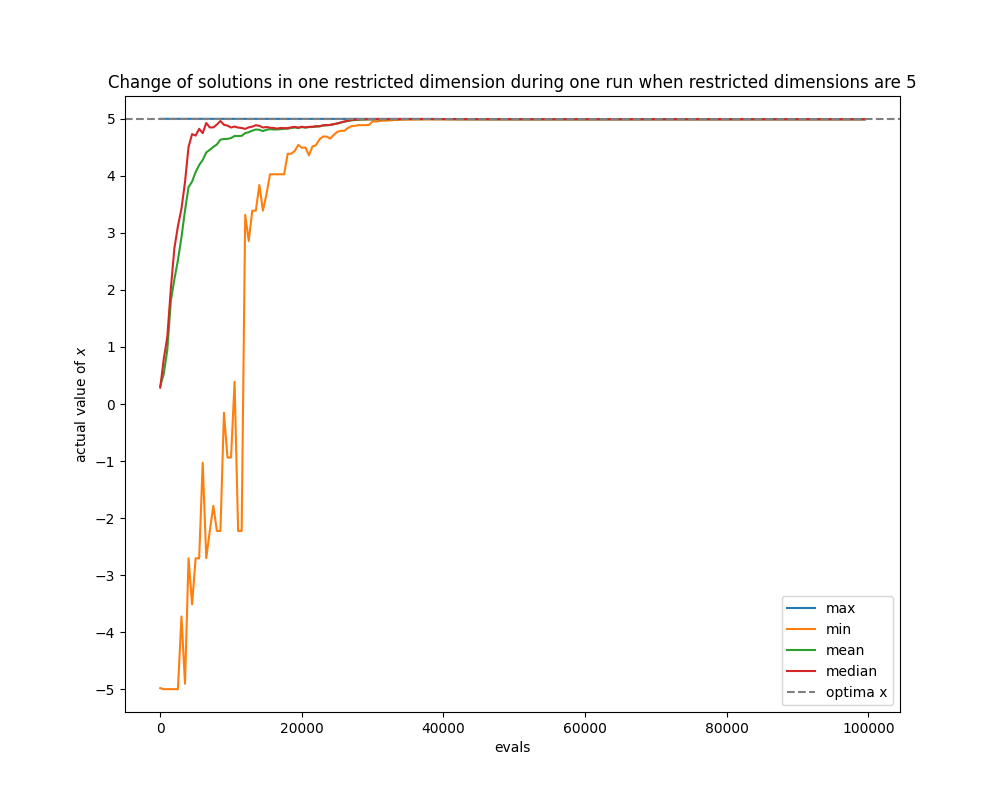 Change of solutions in one restricted dimension during one run when restricted dimensions are 5
actual value of x
5
4
3
2
1
0
−1
−2
−3
−4
−5
max
min
mean
median
optima x
0
20000
40000
60000
80000
100000
evals